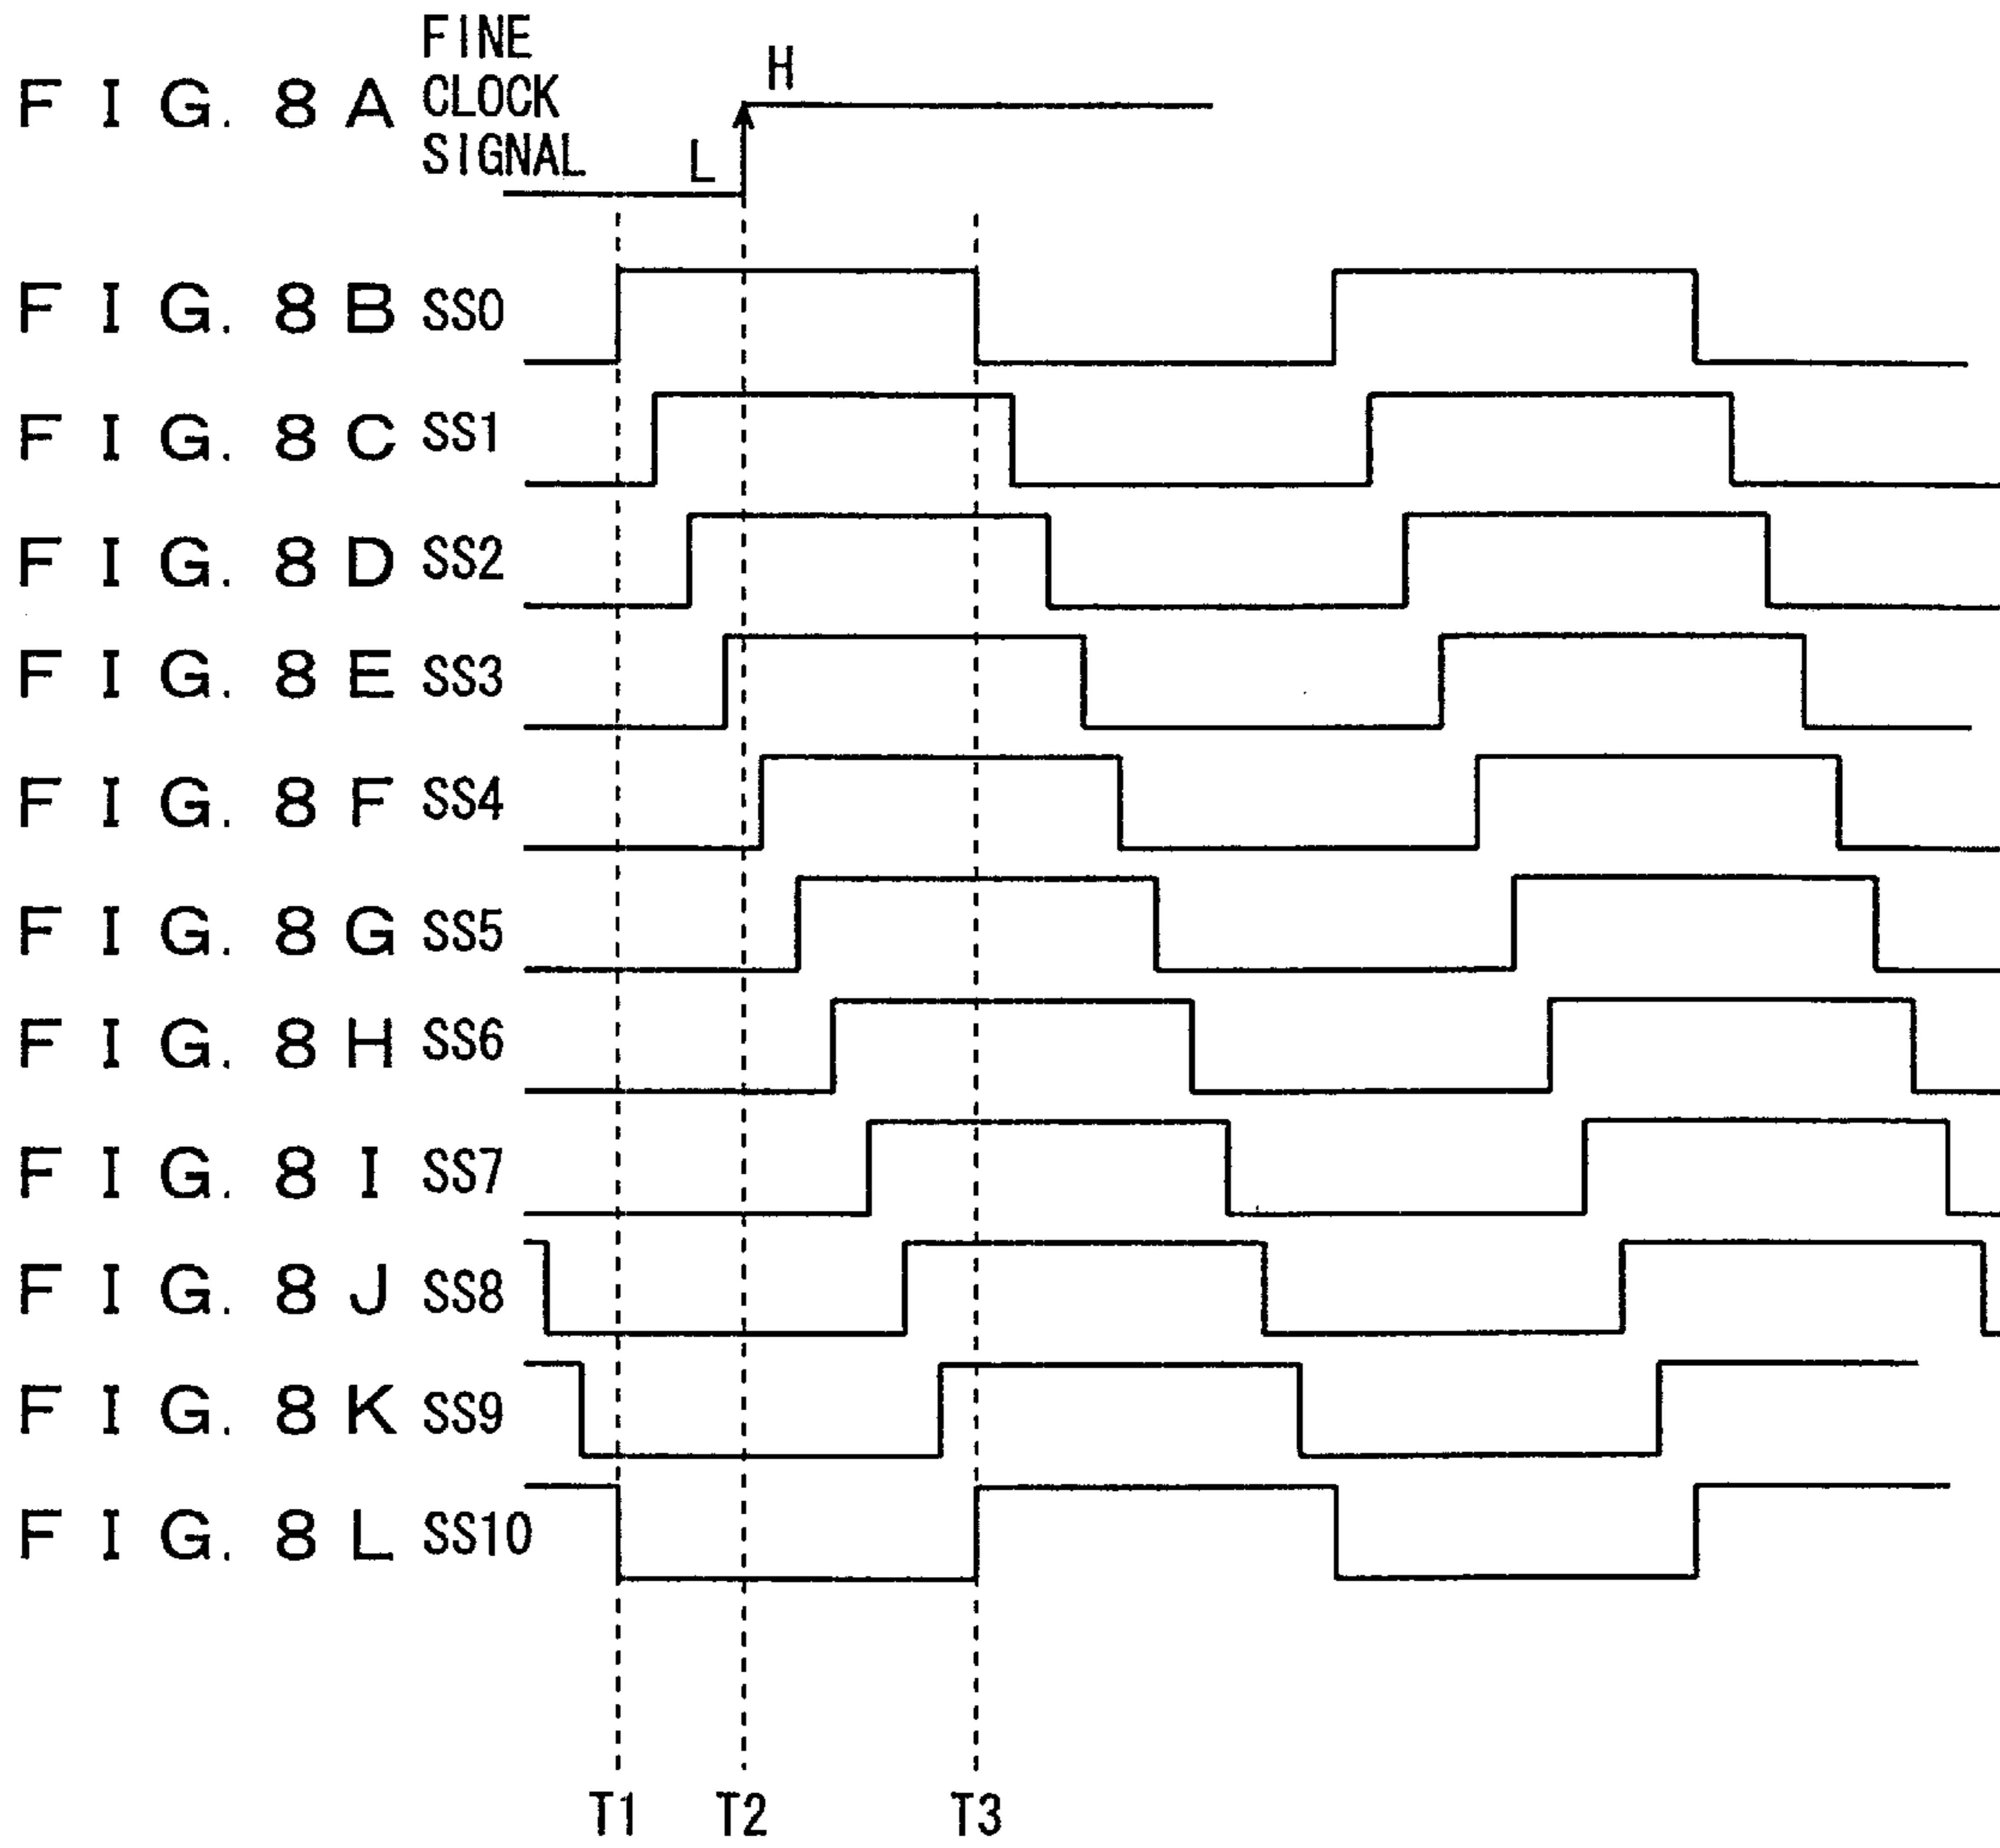 FIG. 8A FINE CLOCK SIGNAL
H
L
FIG. 8B SS0
FIG. 8C SS1
FIG. 8D SS2
FIG. 8E SS3
FIG. 8F SS4
FIG. 8G SS5
FIG. 8H SS6
FIG. 8I SS7
FIG. 8J SS8
FIG. 8K SS9
FIG. 8L SS10
T1 T2 T3